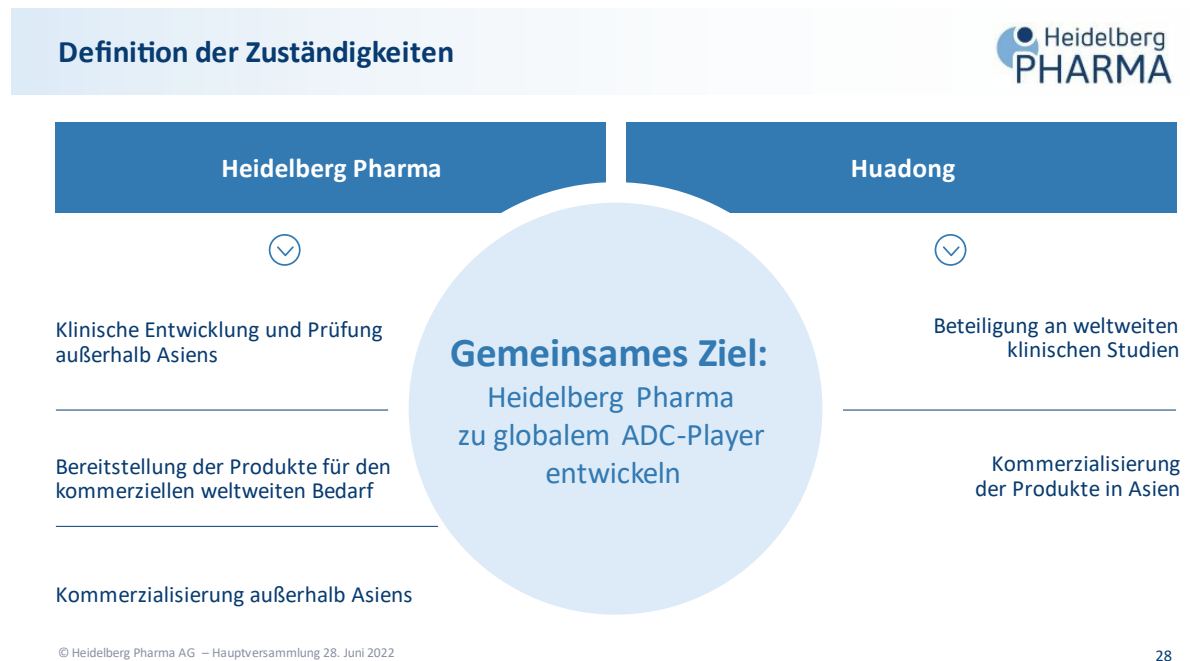 Definition der Zuständigkeiten
Heidelberg
PHARMA
Heidelberg Pharma
Klinische Entwicklung und Prüfung
außerhalb Asiens
Bereitstellung der Produkte für den
kommerziellen weltweiten Bedarf
Kommerzialisierung außerhalb Asiens
Gemeinsames Ziel:
Heidelberg Pharma
zu globalem ADC-Player
entwickeln
Huadong
Beteiligung an weltweiten
klinischen Studien
Kommerzialisierung
der Produkte in Asien
© Heidelberg Pharma AG – Hauptversammlung 28. Juni 2022
28